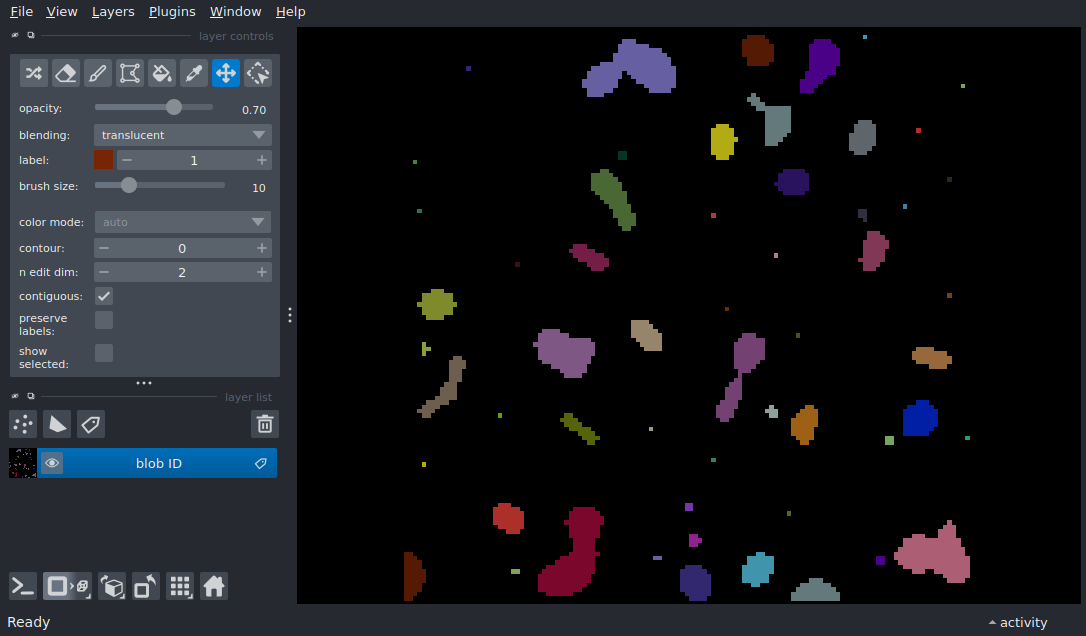 File View Layers Plugins Window Help
layer controls
opacity: 0.70
blending: translucent
label: 1
brush size: 10
color mode: auto
contour: 0
n edit dim: 2
contiguous:
preserve
labels:
show
selected:
layer list
blob ID
Ready
activity